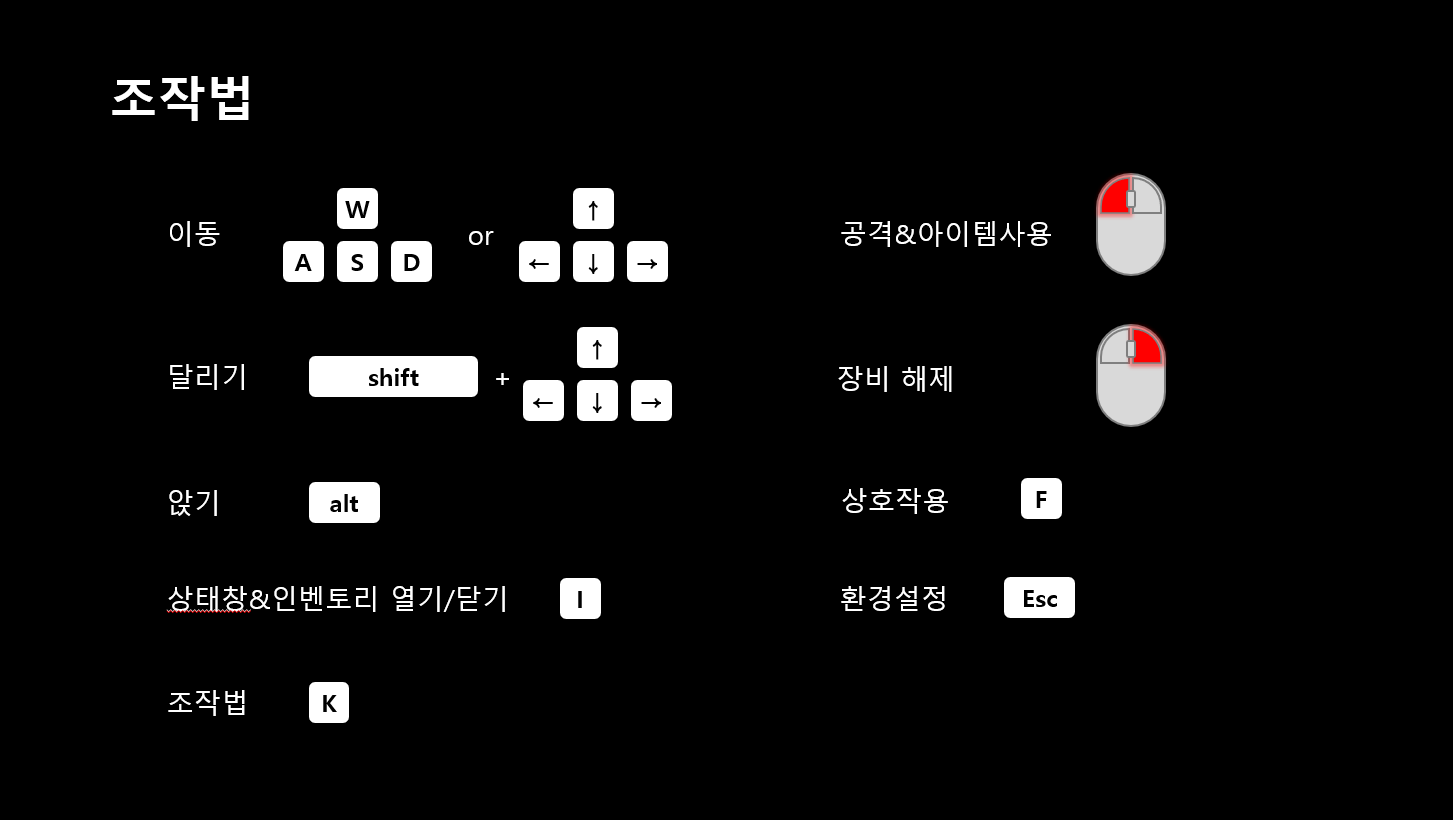 조작법
이동 W A S D or ↑ ← ↓ →
달리기 shift + ↑ ← ↓ →
앉기 alt
상태창&인벤토리 열기/닫기 I
조작법 K
공격&아이템사용
장비 해제
상호작용 F
환경설정 Esc